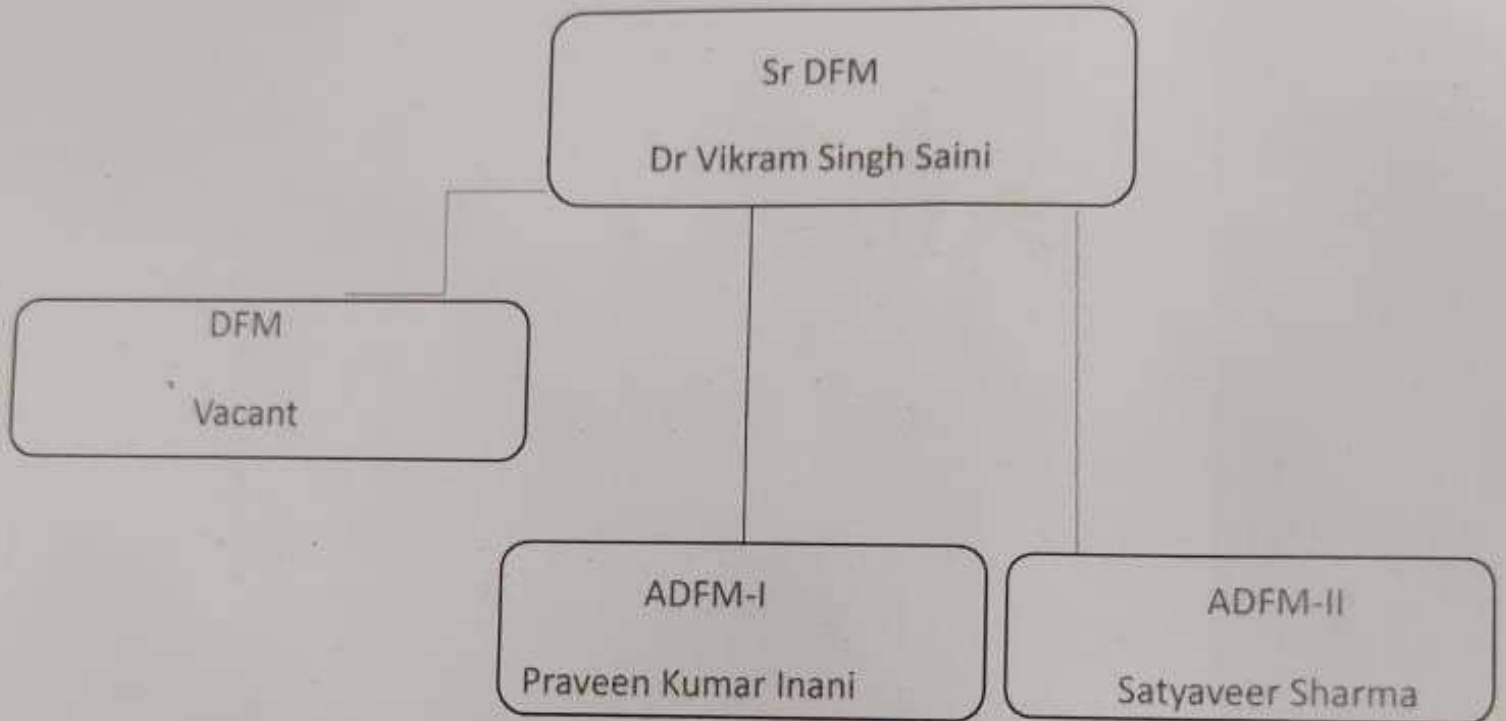 Sr DFM
Dr Vikram Singh Saini
DFM
Vacant
ADFM-I
Praveen Kumar Inani
ADFM-II
Satyaveer Sharma